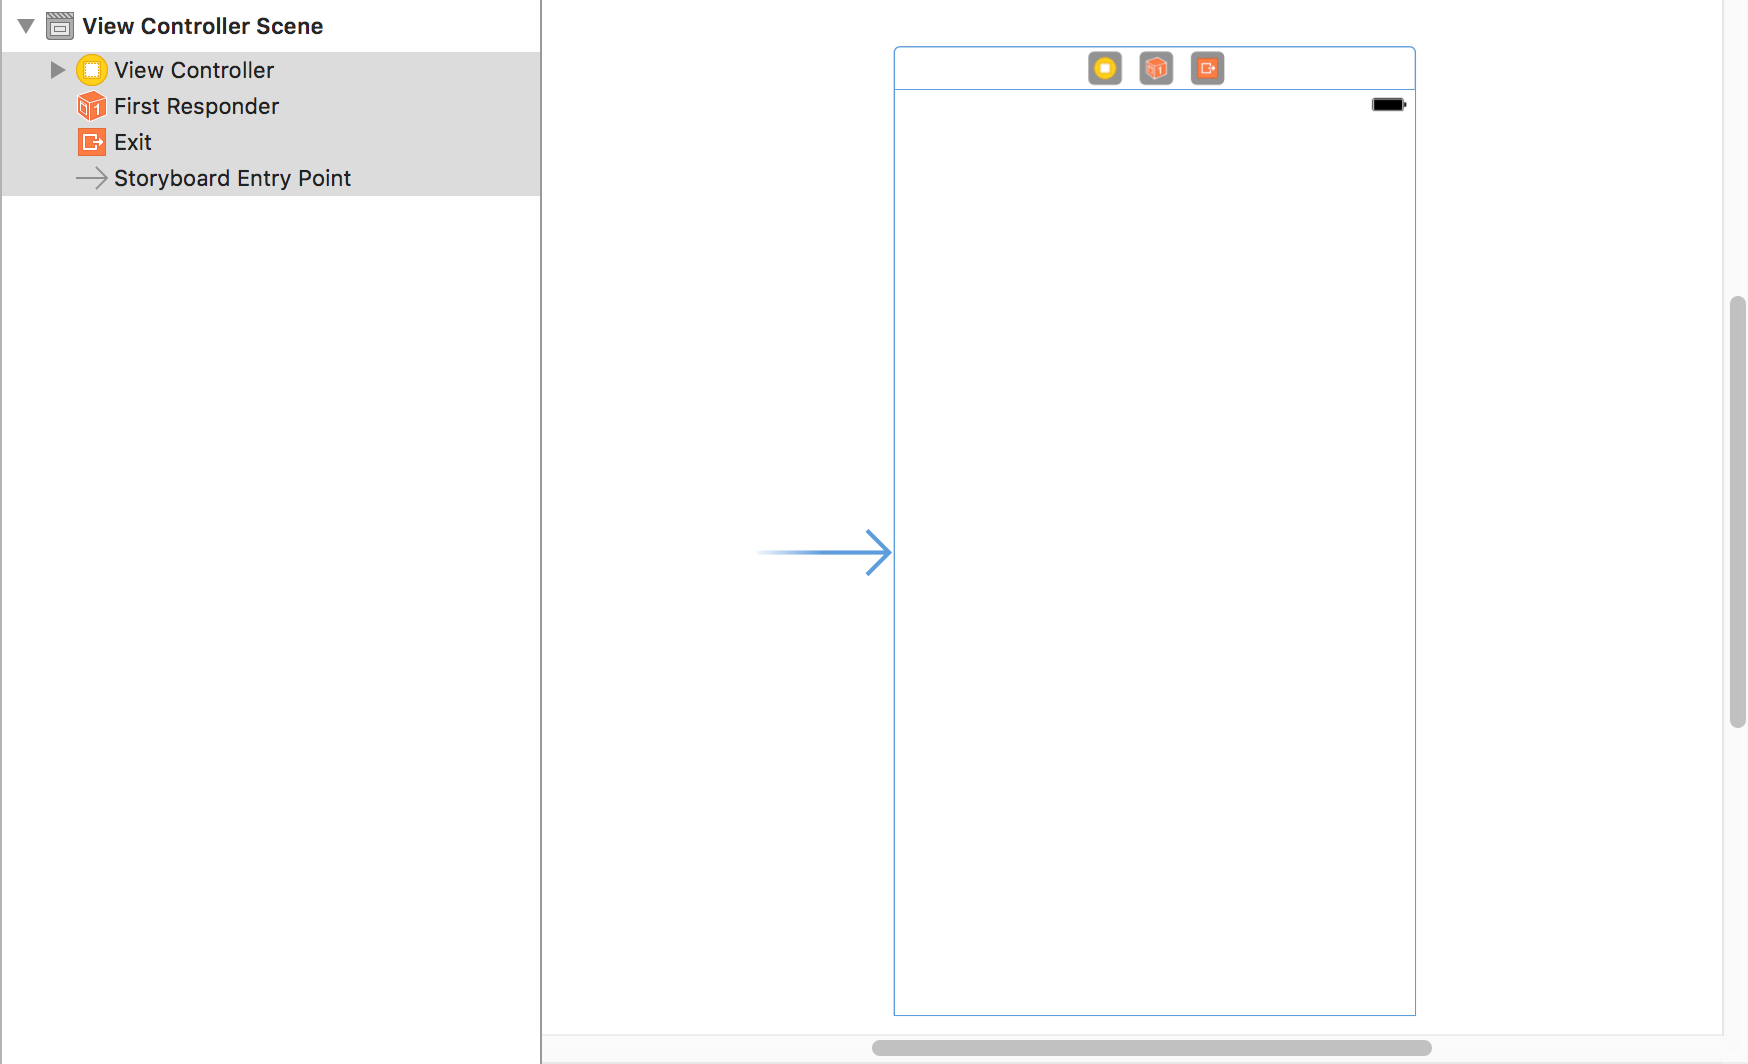 View Controller Scene
View Controller
First Responder
Exit
Storyboard Entry Point